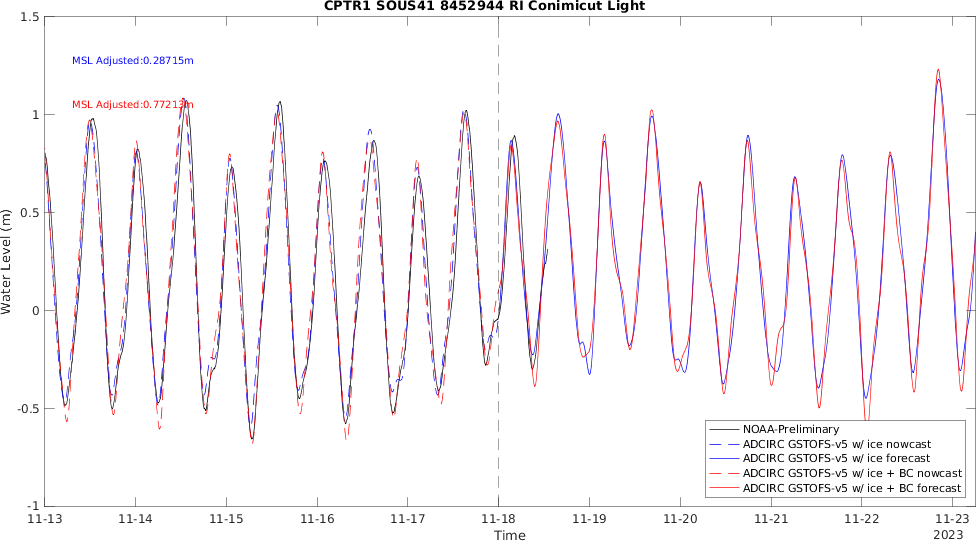 CPTR1 SOUS41 8452944 RI Conimicut Light
1.5
MSL Adjusted:0.28715m
MSL Adjusted:0.77213m
1
0.5
0
-0.5
-1
Water Level (m)
NOAA-Preliminary
ADCIRC GSTOFS-v5 w/ ice nowcast
ADCIRC GSTOFS-v5 w/ ice forecast
ADCIRC GSTOFS-v5 w/ ice + BC nowcast
ADCIRC GSTOFS-v5 w/ ice + BC forecast
11-13 11-14 11-15 11-16 11-17 11-18 11-19 11-20 11-21 11-22 11-23
Time
2023